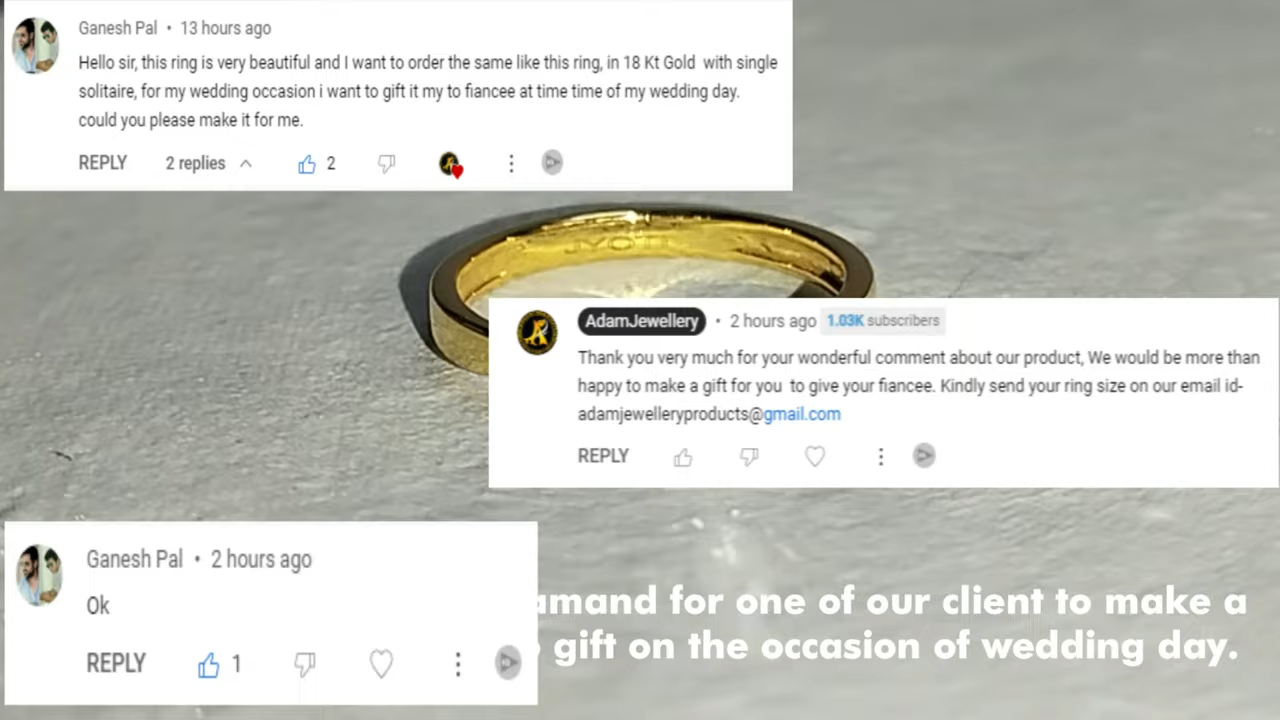 Ganesh Pal • 13 hours ago
Hello sir, this ring is very beautiful and I want to order the same like this ring, in 18 Kt Gold with single
solitaire, for my wedding occasion i want to gift it my to fiancee at time time of my wedding day.
could you please make it for me.
REPLY 2 replies 2
JYOTI
AdamJewellery • 2 hours ago 1.03K subscribers
Thank you very much for your wonderful comment about our product, We would be more than
happy to make a gift for you to give your fiancee. Kindly send your ring size on our email id-
adamjewelleryproducts@gmail.com
REPLY
Ganesh Pal • 2 hours ago
Ok
REPLY 1
amand for one of our client to make a
gift on the occasion of wedding day.